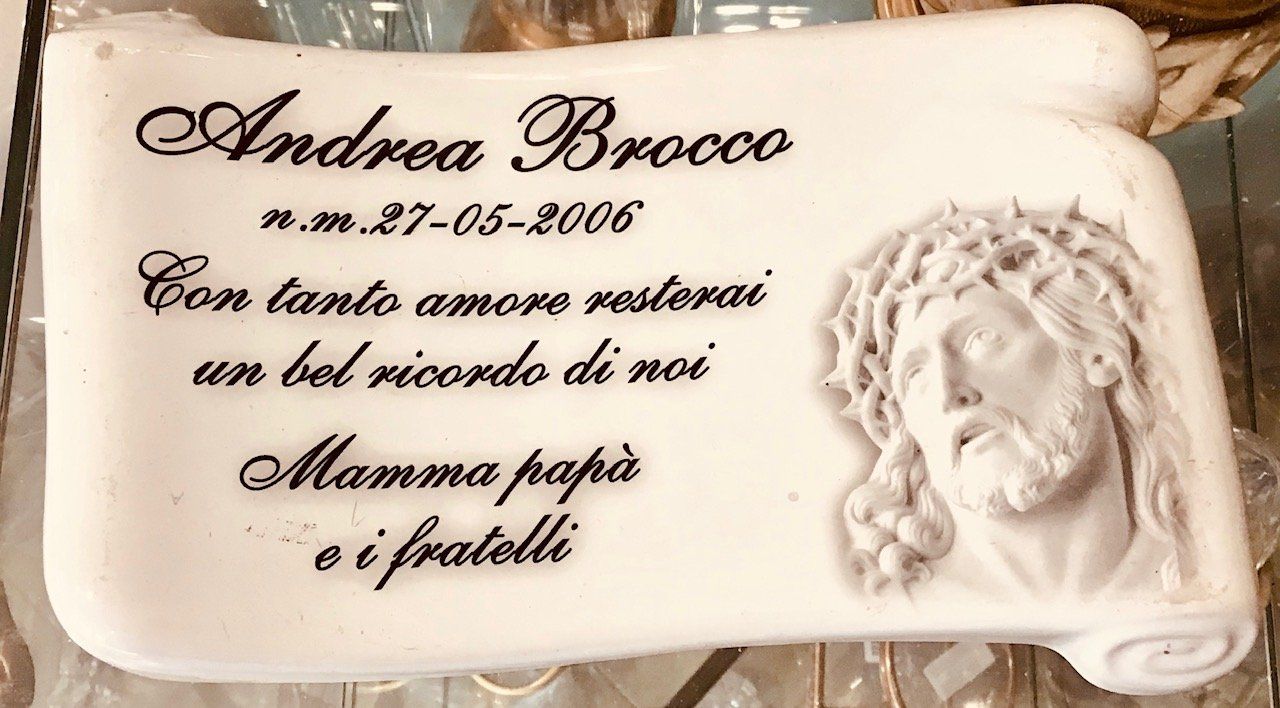 Andrea Brocco
n.m.27-05-2006
Con tanto amore resterai
un bel ricordo di noi
Mamma papà
e i fratelli